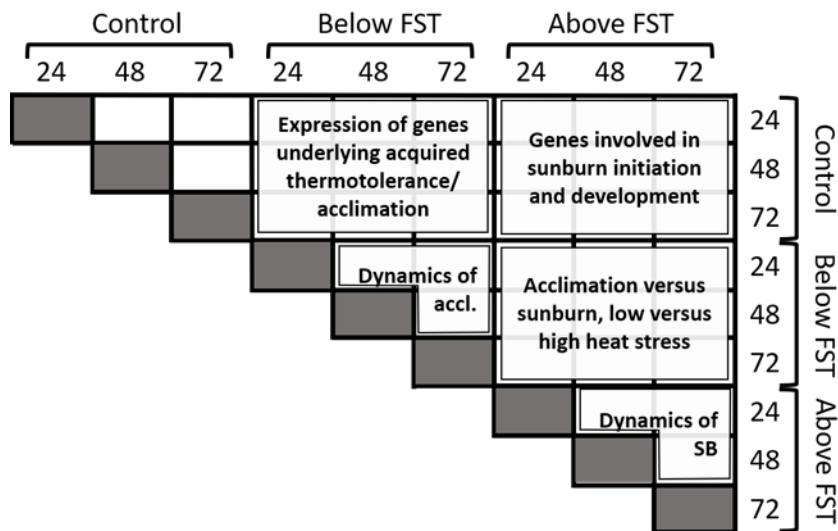 Control
Below FST
Above FST
24 48 72 24 48 72 24 48 72
Expression of genes
underlying acquired
thermotolerance/
acclimation
Genes involved in
sunburn initiation
and development
24
48
72
Control
Dynamics of
accl.
Acclimation versus
sunburn, low versus
high heat stress
24
48
72
Below FST
Dynamics of
SB
24
48
72
Above FST